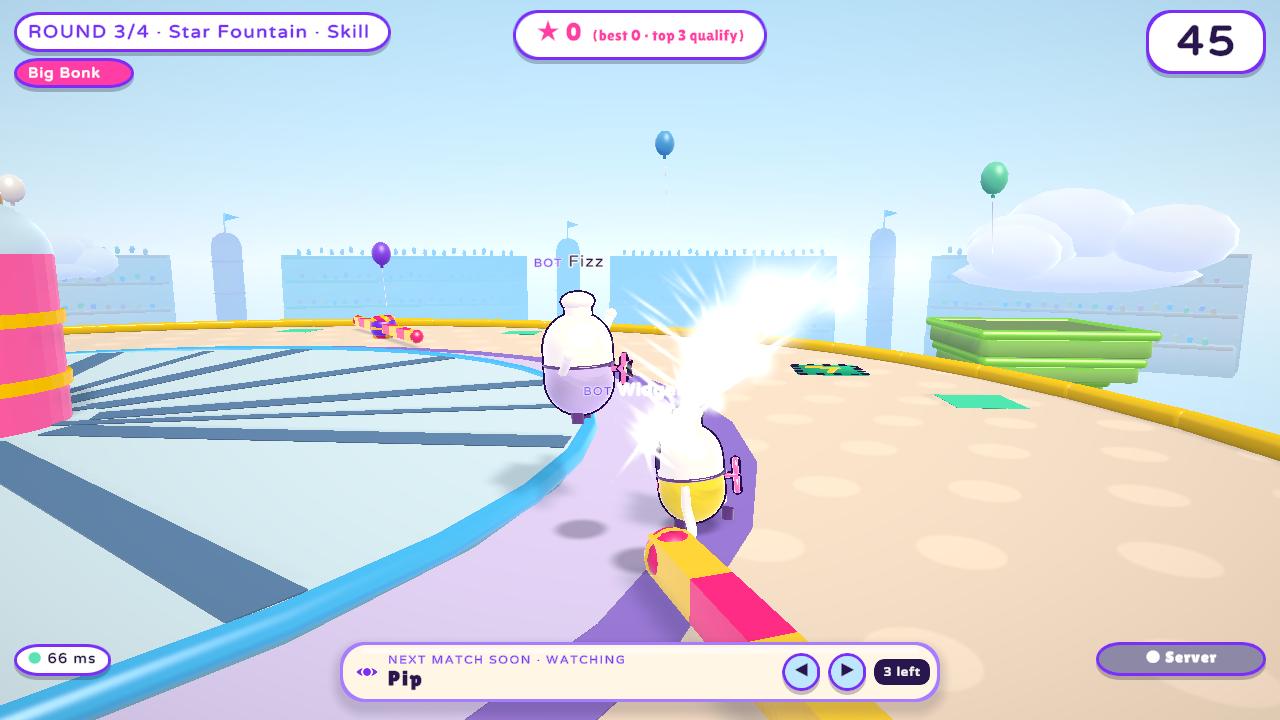 ROUND 3/4 · Star Fountain · Skill
★ 0 (best 0 · top 3 qualify)
45
Big Bonk
BOT Fizz
BOT
66 ms
NEXT MATCH SOON · WATCHING
Pip
3 left
Server